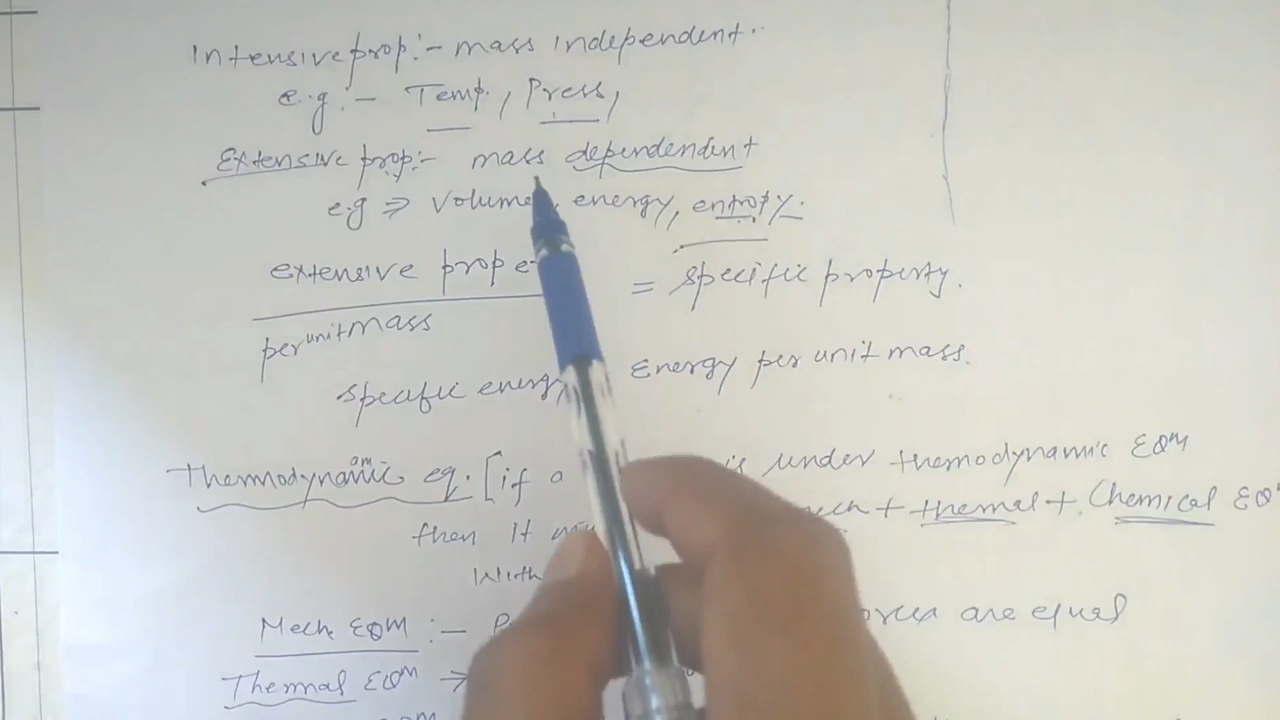 Intensive prop:- mass independent..
e.g:- Temp, Press,
Extensive prop:- mass dependendent
e.g ⇒ volume, energy, entropy.
extensive prope
per unit mass
= specific property.
specific energy Energy per unit mass.
Thermodynamic eq. [if a is under thermodynamic EQM
then it + thermal + Chemical EQ
With
Mech EQM :- are equal
Thermal EQM →